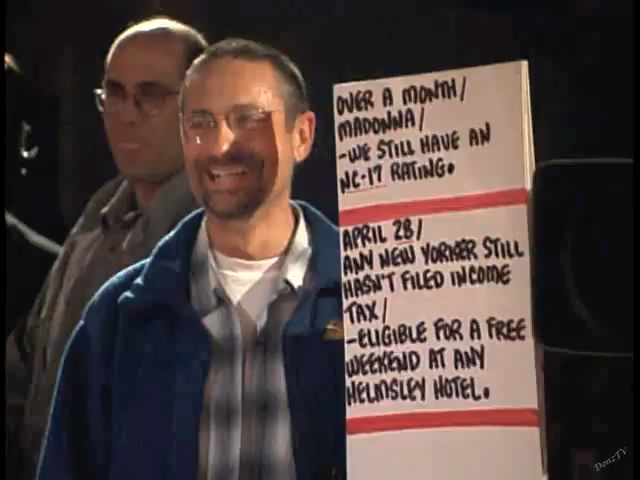 OVER A MONTH/
MADONNA/
-WE STILL HAVE AN
NC-17 RATING.
APRIL 28/
ANY NEW YORKER STILL
HASN'T FILED INCOME
TAX/
-ELIGIBLE FOR A FREE
WEEKEND AT ANY
HELMSLEY HOTEL.
DonzTV